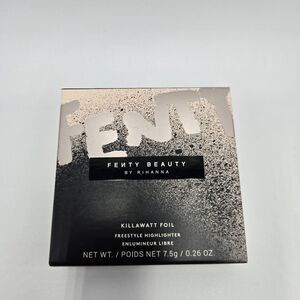 FENTY
FEИTY BEAUTY
BY RIHANNA
KILLAWATT FOIL
FREESTYLE HIGHLIGHTER
ENLUMINEUR LIBRE
NET WT. / POIDS NET 7.5g / 0.26 OZ.